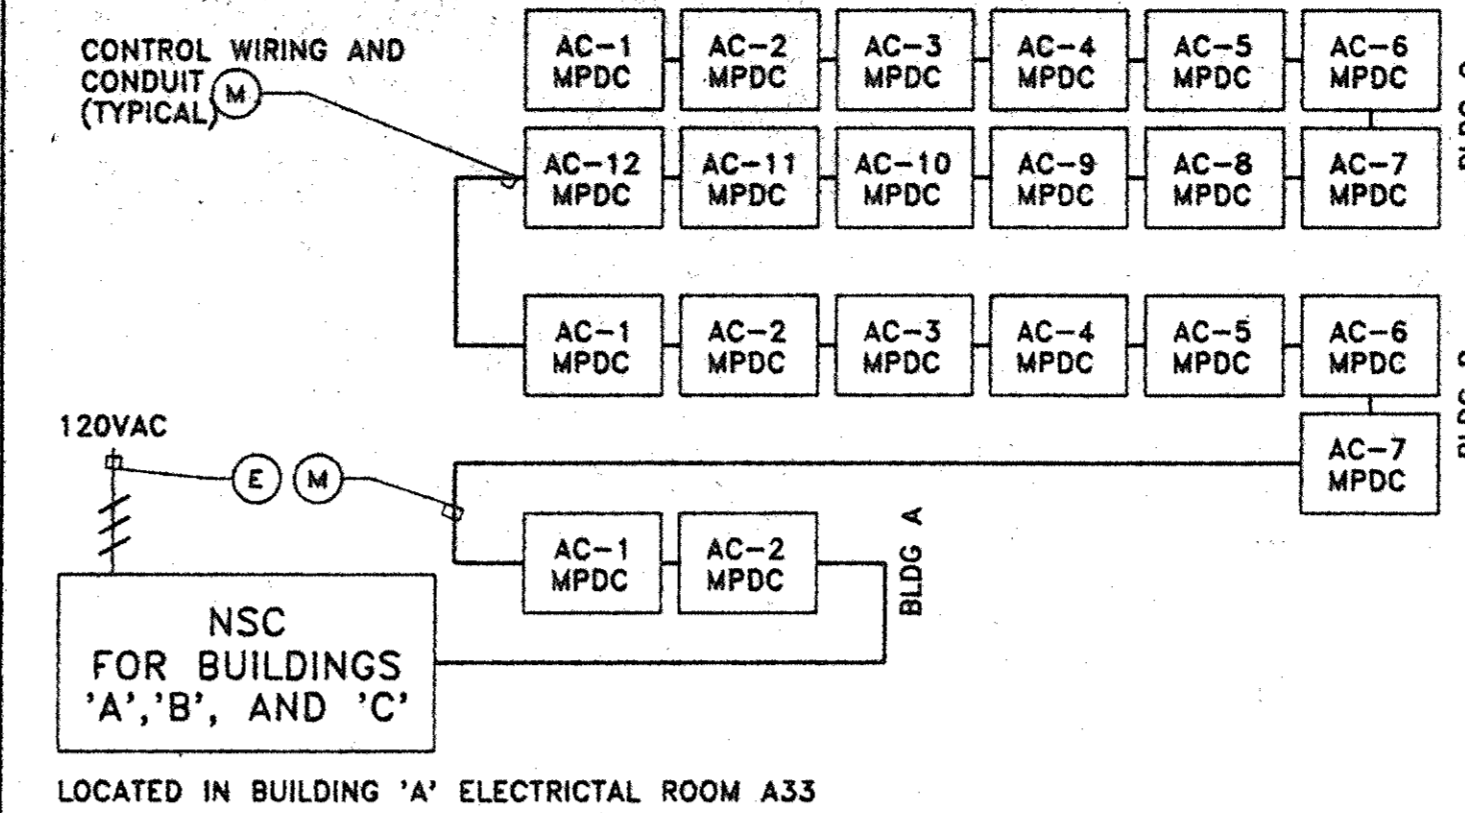 CONTROL WIRING AND
CONDUIT
(TYPICAL)
M
AC-1
MPDC
AC-2
MPDC
AC-3
MPDC
AC-4
MPDC
AC-5
MPDC
AC-6
MPDC
AC-12
MPDC
AC-11
MPDC
AC-10
MPDC
AC-9
MPDC
AC-8
MPDC
AC-7
MPDC
AC-1
MPDC
AC-2
MPDC
AC-3
MPDC
AC-4
MPDC
AC-5
MPDC
AC-6
MPDC
AC-7
MPDC
120VAC
E
M
AC-1
MPDC
AC-2
MPDC
BLDG A
NSC
FOR BUILDINGS
'A','B', AND 'C'
LOCATED IN BUILDING 'A' ELECTRICTAL ROOM A33